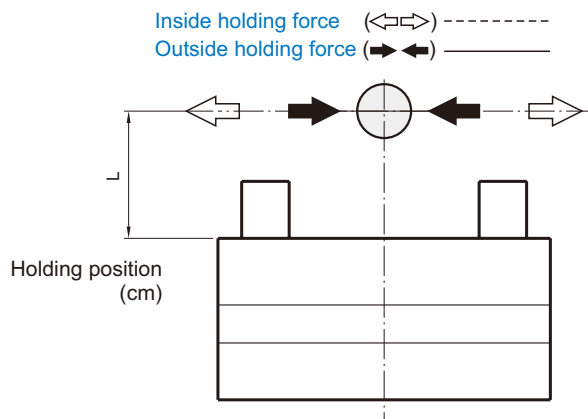 Inside holding force ( )
Outside holding force ( )
L
Holding position
(cm)